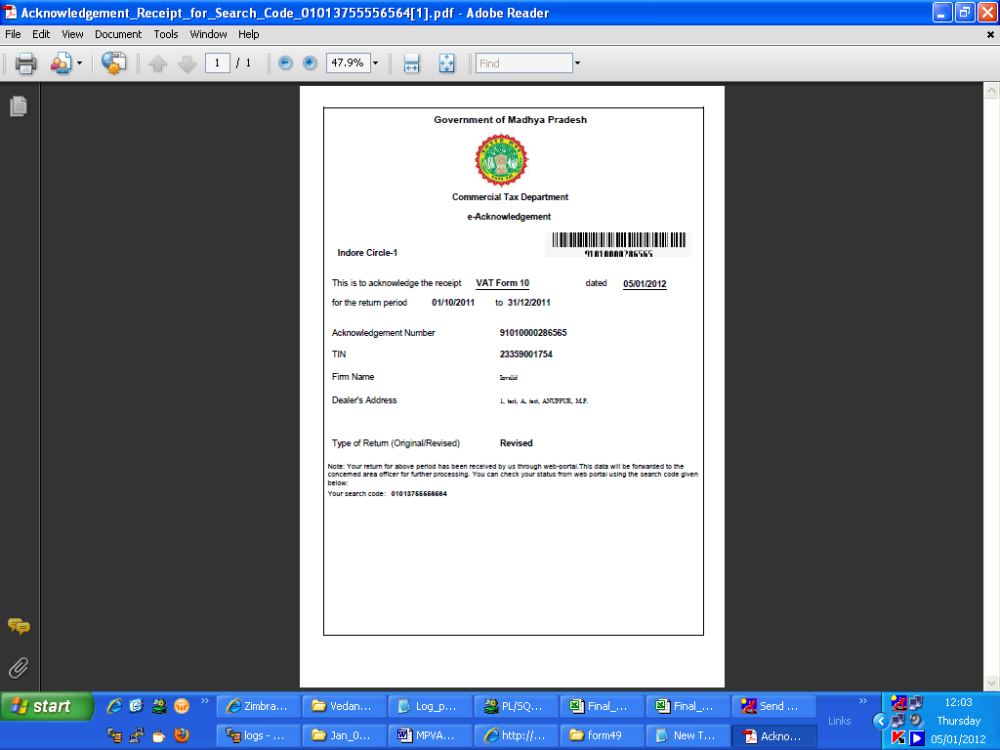 Acknowledgement_Receipt_for_Search_Code_01013755556564[1].pdf - Adobe Reader
File Edit View Document Tools Window Help
1 / 1 47.9% Find
Government of Madhya Pradesh
Commercial Tax Department
e-Acknowledgement
91010000286565
Indore Circle-1
This is to acknowledge the receipt VAT Form 10 dated 05/01/2012
for the return period 01/10/2011 to 31/12/2011
Acknowledgement Number 91010000286565
TIN 23359001754
Firm Name Invalid
Dealer's Address 1, test, A, test, ANUPPUR, M.P.
Type of Return (Original/Revised) Revised
Note: Your return for above period has been received by us through web-portal.This data will be forwarded to the
concerned area officer for further processing. You can check your status from web portal using the search code given
below:
Your search code: 01013755556564
start Zimbra... Vedan... Log_p... PL/SQ... Final_... Final_... Send ... 12:03
Links Thursday
logs - ... Jan_0... MPVA... http:/... form49 New T... Ackno... 05/01/2012